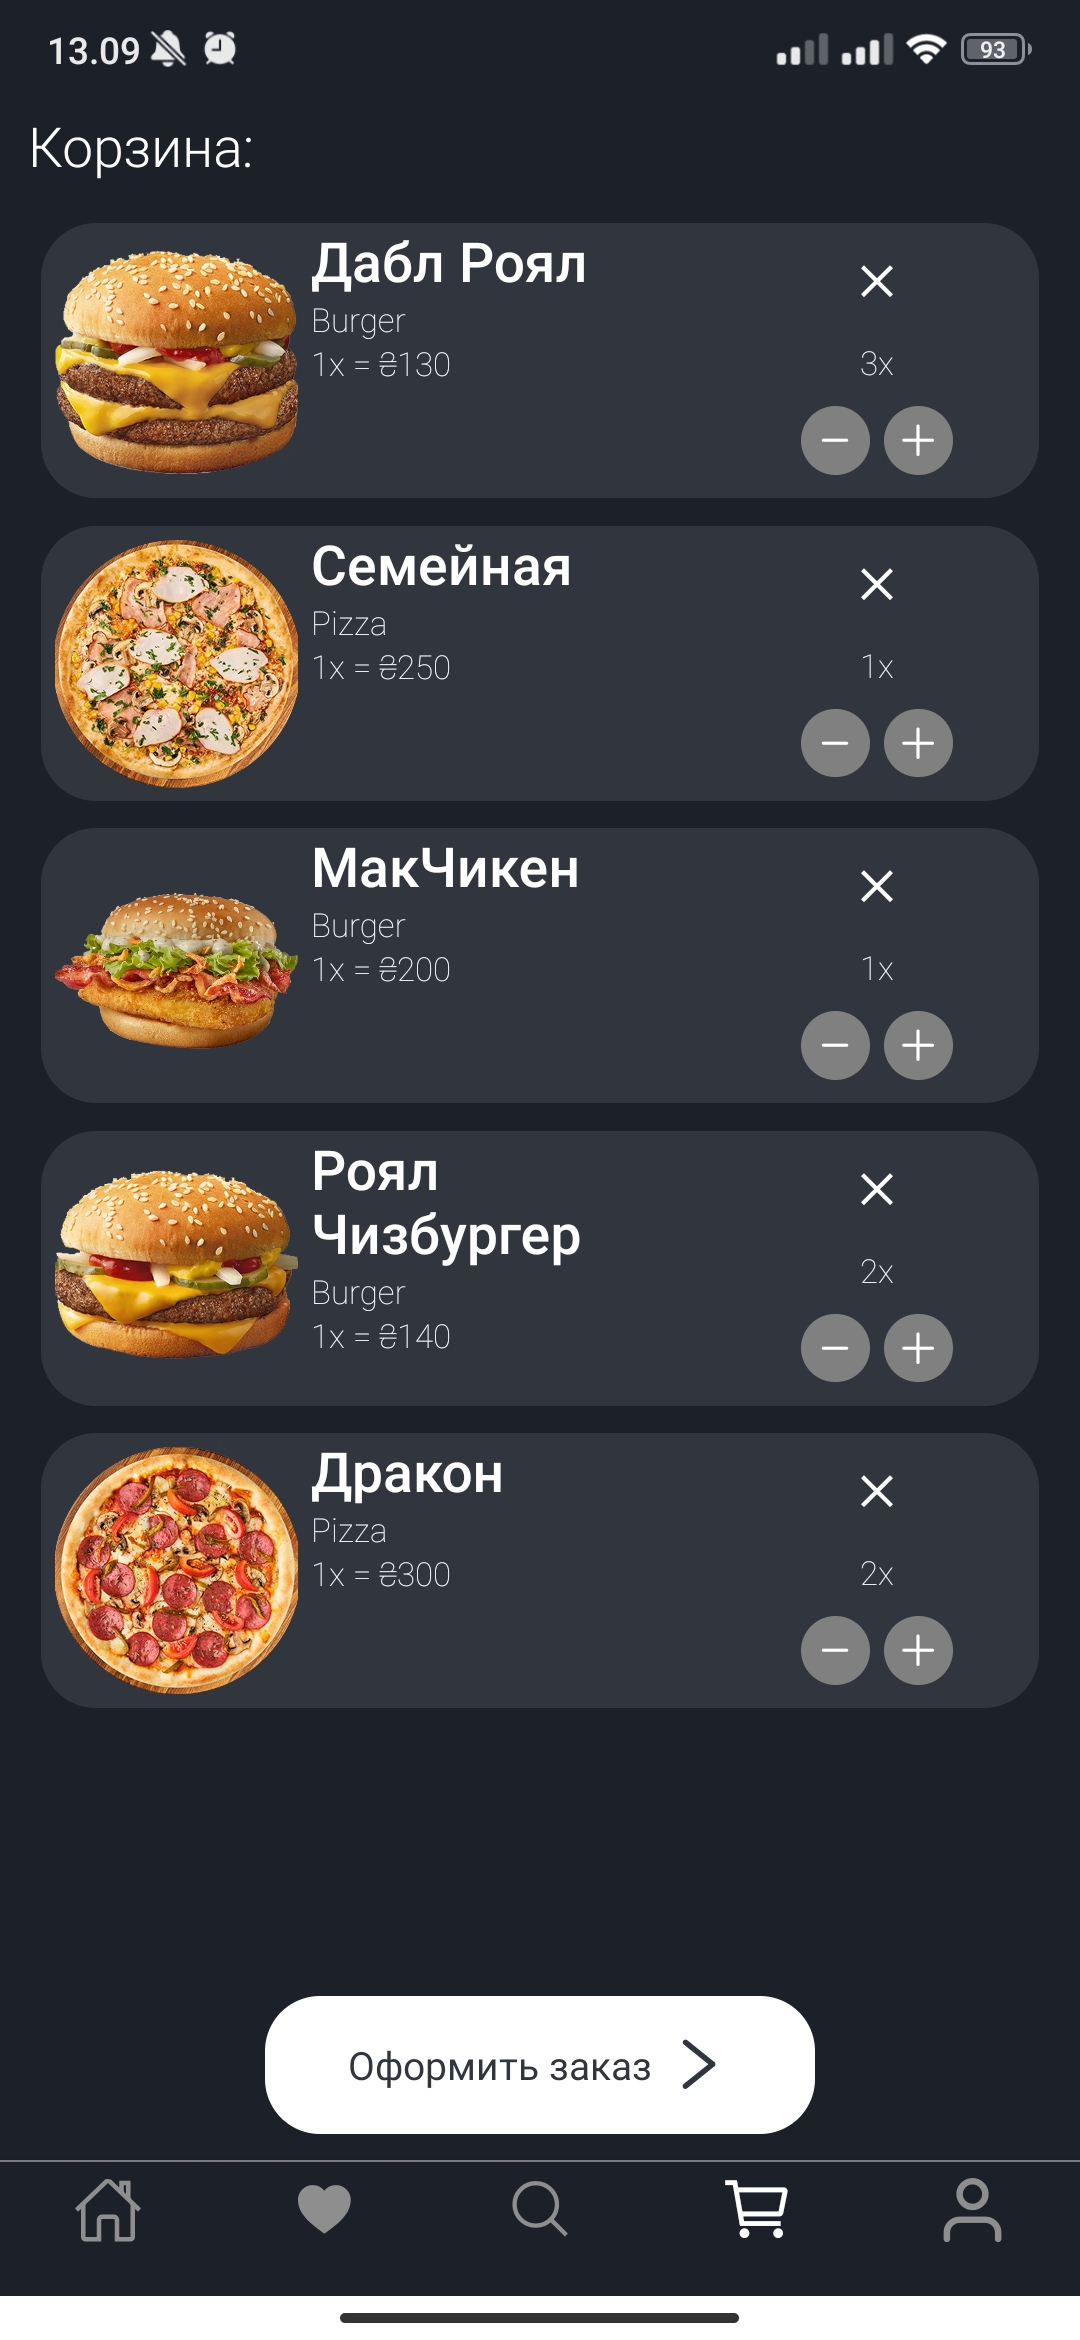 13.09
93
Корзина:
Дабл Роял
Burger
1x = ₴130
3x
Семейная
Pizza
1x = ₴250
1x
МакЧикен
Burger
1x = ₴200
1x
Роял
Чизбургер
Burger
1x = ₴140
2x
Дракон
Pizza
1x = ₴300
2x
Оформить заказ